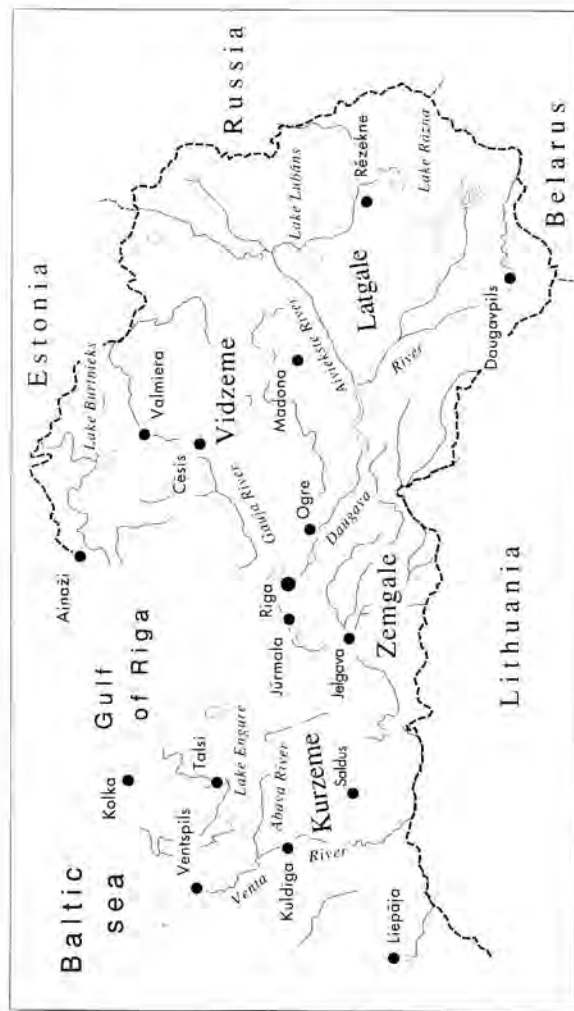 Baltic
sea
Gulf
of Riga
Estonia
Russia
Belarus
Lithuania
Kurzeme
Zemgale
Vidzeme
Latgale
Kolka
Ventspils
Talsi
Lake Engure
Abava River
Venta
River
Kuldiga
Saldus
Liepāja
Ainaži
Lake Burtnieks
Valmiera
Cēsis
Gauja River
Rīga
Jūrmala
Jelgava
Ogre
Daugava
River
Madona
Aiviekste River
Lake Lubāns
Rēzekne
Lake Rāzna
Daugavpils